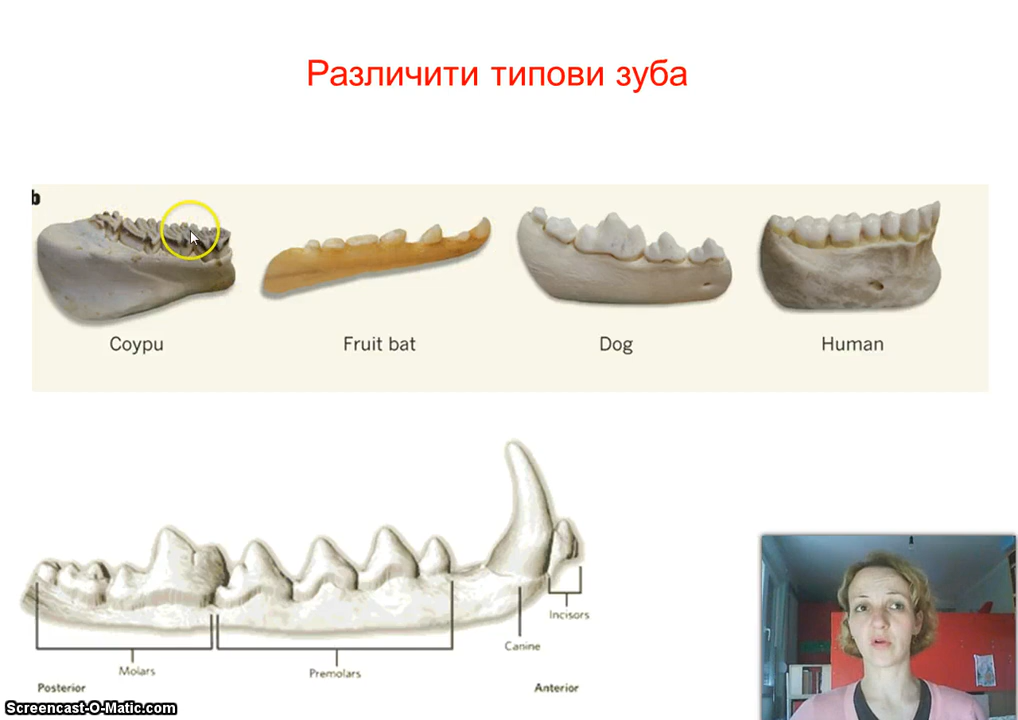 Различити типови зуба
b
Coypu Fruit bat Dog Human
Incisors
Canine
Molars Premolars
Posterior Anterior
Screencast-O-Matic.com